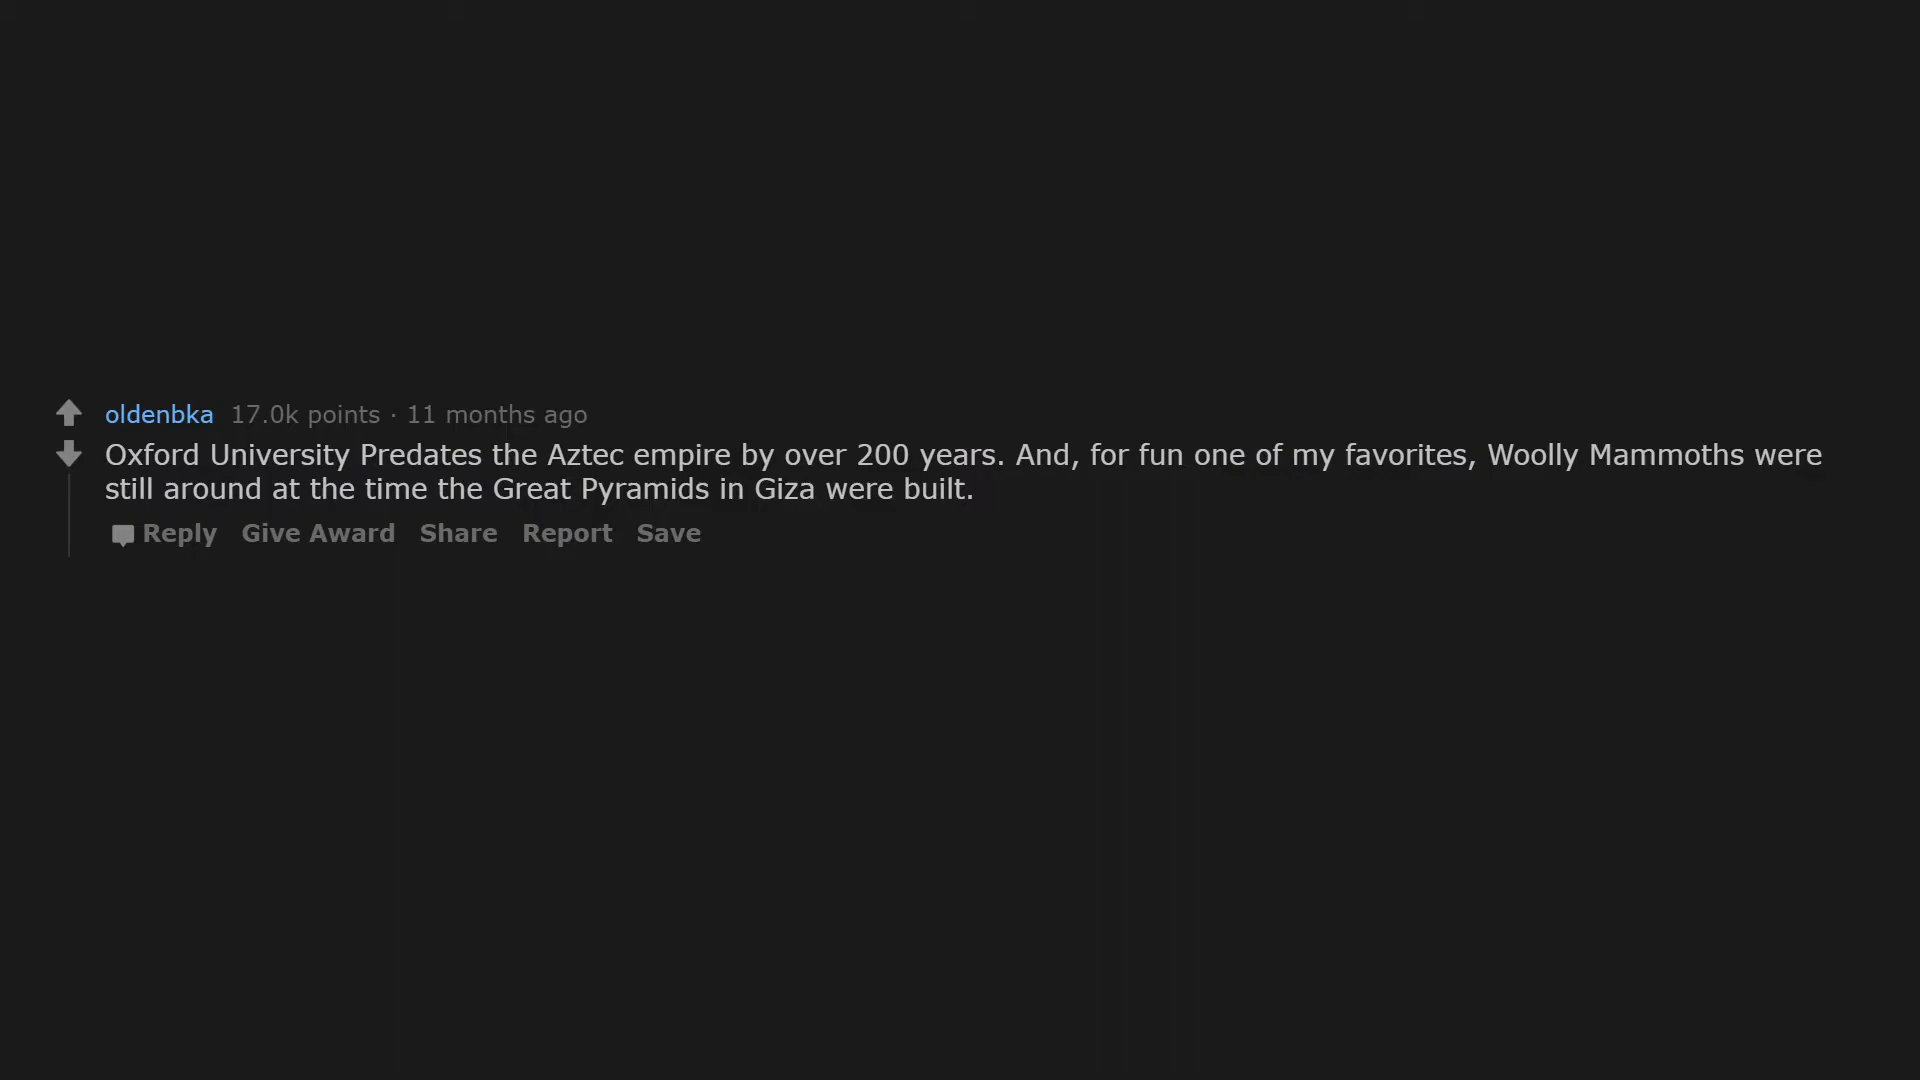 oldenbka 17.0k points · 11 months ago
Oxford University Predates the Aztec empire by over 200 years. And, for fun one of my favorites, Woolly Mammoths were
still around at the time the Great Pyramids in Giza were built.
Reply Give Award Share Report Save